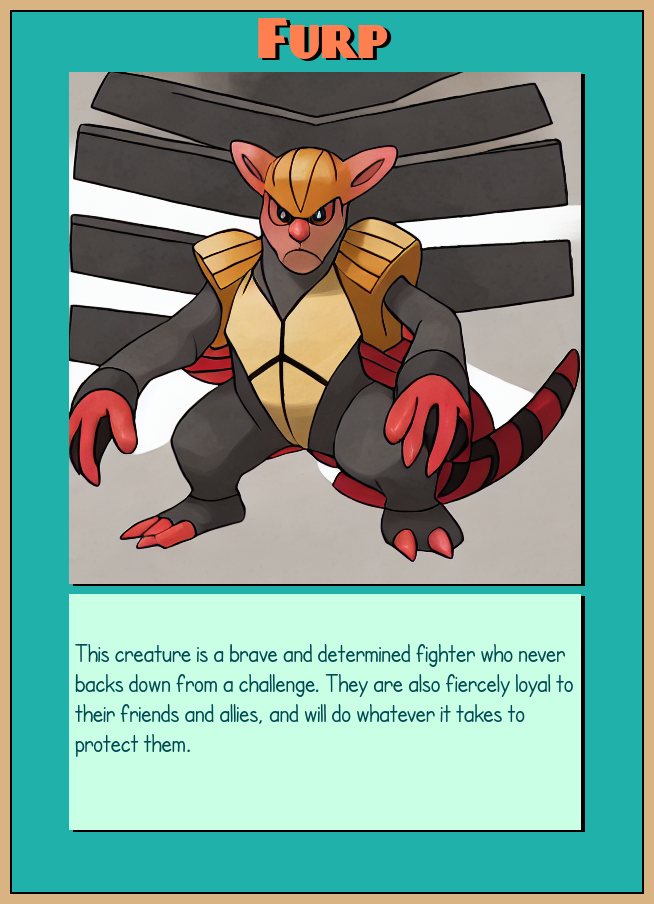 Furp
This creature is a brave and determined fighter who never
backs down from a challenge. They are also fiercely loyal to
their friends and allies, and will do whatever it takes to
protect them.